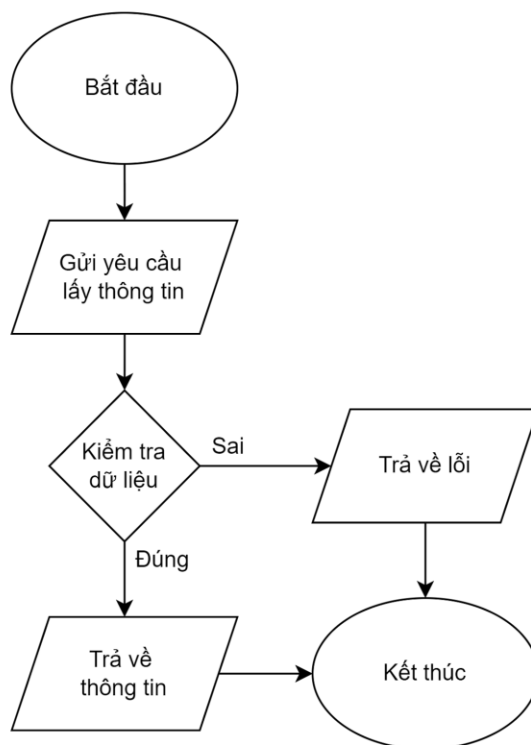 Bắt đầu
Gửi yêu cầu
lấy thông tin
Kiểm tra
dữ liệu
Sai
Trả về lỗi
Đúng
Trả về
thông tin
Kết thúc